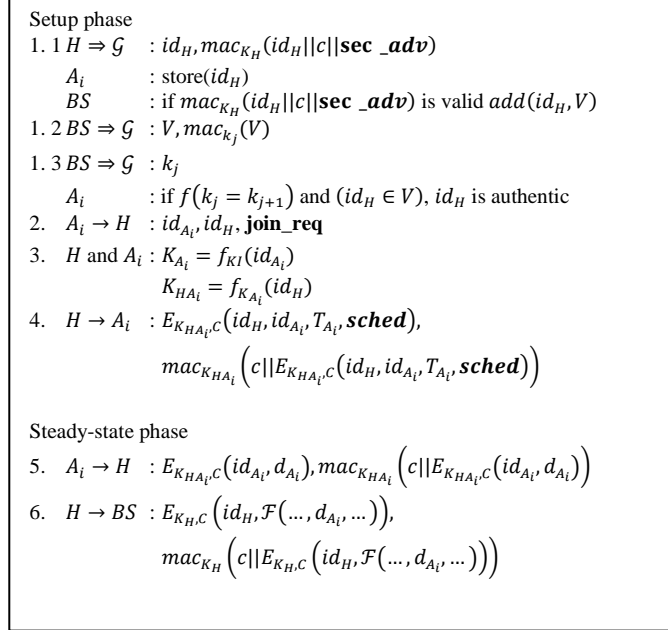 Setup phase
1. 1 H ⇒ 𝒢 : id_H, mac_{K_H}(id_H||c||sec _adv)
A_i : store(id_H)
BS : if mac_{K_H}(id_H||c||sec _adv) is valid add(id_H, V)
1. 2 BS ⇒ 𝒢 : V, mac_{k_j}(V)
1. 3 BS ⇒ 𝒢 : k_j
A_i : if f(k_j = k_{j+1}) and (id_H ∈ V), id_H is authentic
2. A_i → H : id_{A_i}, id_H, join_req
3. H and A_i : K_{A_i} = f_{KI}(id_{A_i})
K_{HA_i} = f_{K_{A_i}}(id_H)
4. H → A_i : E_{K_{HA_i},C}(id_H, id_{A_i}, T_{A_i}, sched),
mac_{K_{HA_i}}(c||E_{K_{HA_i},C}(id_H, id_{A_i}, T_{A_i}, sched))
Steady-state phase
5. A_i → H : E_{K_{HA_i},C}(id_{A_i}, d_{A_i}), mac_{K_{HA_i}}(c||E_{K_{HA_i},C}(id_{A_i}, d_{A_i}))
6. H → BS : E_{K_H,C}(id_H, ℱ(…, d_{A_i}, …)),
mac_{K_H}(c||E_{K_H,C}(id_H, ℱ(…, d_{A_i}, …)))